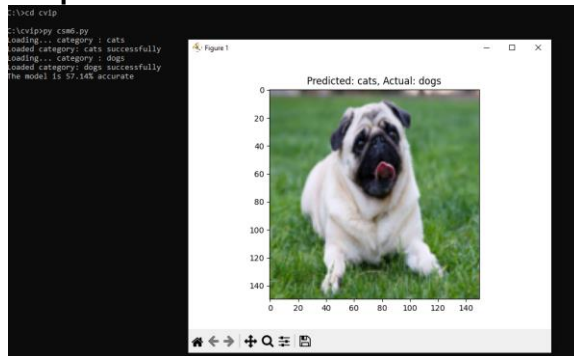 C:\>cd cvip
C:\cvip>py csm6.py
Loading... category : cats
Loaded category: cats successfully
Loading... category : dogs
Loaded category: dogs successfully
The model is 57.14% accurate
Figure 1
Predicted: cats, Actual: dogs
0
20
40
60
80
100
120
140
0 20 40 60 80 100 120 140